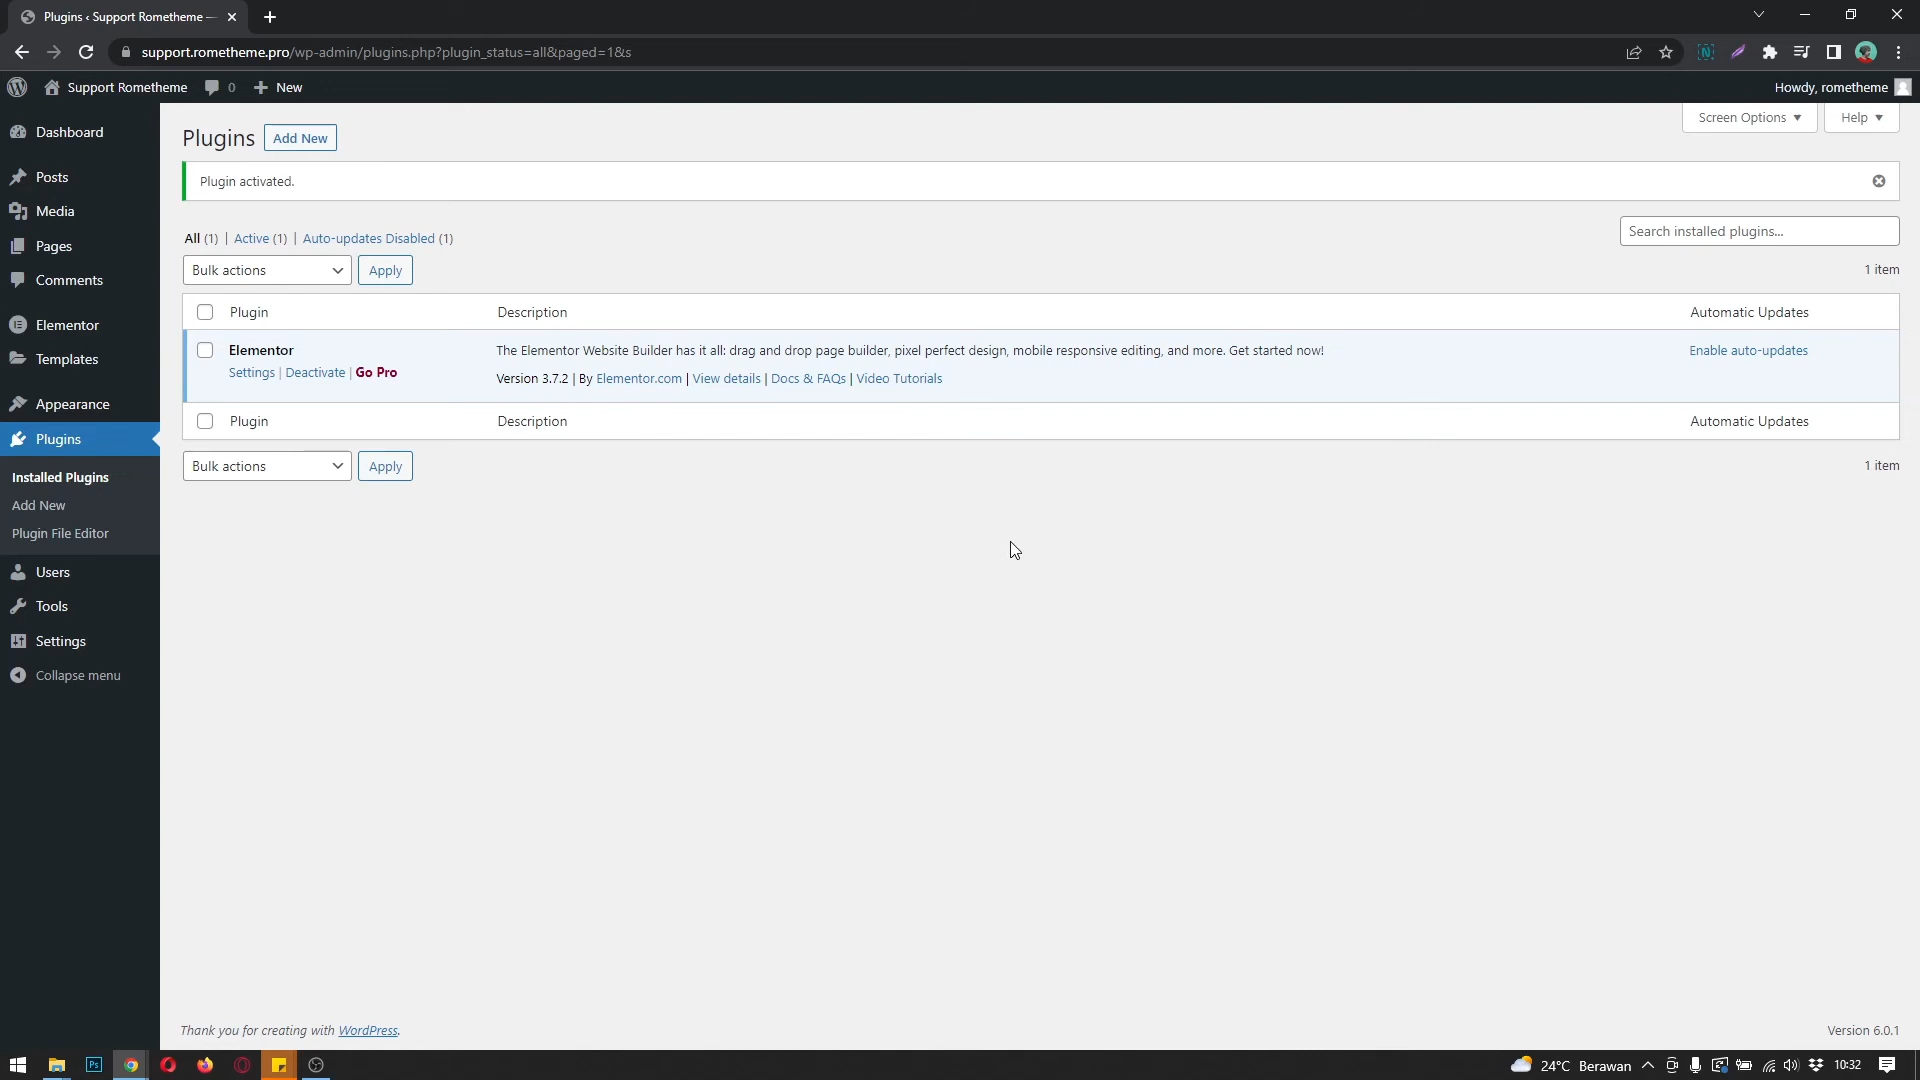 Plugins ‹ Support Rometheme —
support.rometheme.pro/wp-admin/plugins.php?plugin_status=all&paged=1&s
Support Rometheme 0 New Howdy, rometheme
Screen Options Help
Dashboard
Posts
Media
Pages
Comments
Elementor
Templates
Appearance
Plugins
Installed Plugins
Add New
Plugin File Editor
Users
Tools
Settings
Collapse menu
Plugins Add New
Plugin activated.
All (1) | Active (1) | Auto-updates Disabled (1)
Search installed plugins...
Bulk actions Apply 1 item
Plugin Description Automatic Updates
Elementor The Elementor Website Builder has it all: drag and drop page builder, pixel perfect design, mobile responsive editing, and more. Get started now! Enable auto-updates
Settings | Deactivate | Go Pro
Version 3.7.2 | By Elementor.com | View details | Docs & FAQs | Video Tutorials
Plugin Description Automatic Updates
Bulk actions Apply 1 item
Thank you for creating with WordPress. Version 6.0.1
Ps 24°C Berawan 10:32